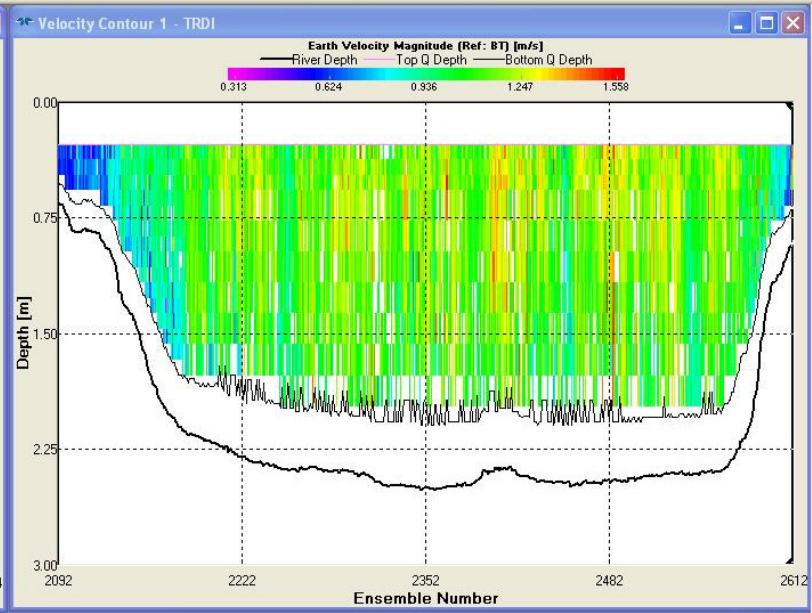 Velocity Contour 1 - TRDI
Earth Velocity Magnitude (Ref: BT) [m/s]
River Depth Top Q Depth Bottom Q Depth
0.313 0.624 0.936 1.247 1.558
0.00
0.75
1.50
2.25
3.00
Depth [m]
2092 2222 2352 2482 2612
Ensemble Number